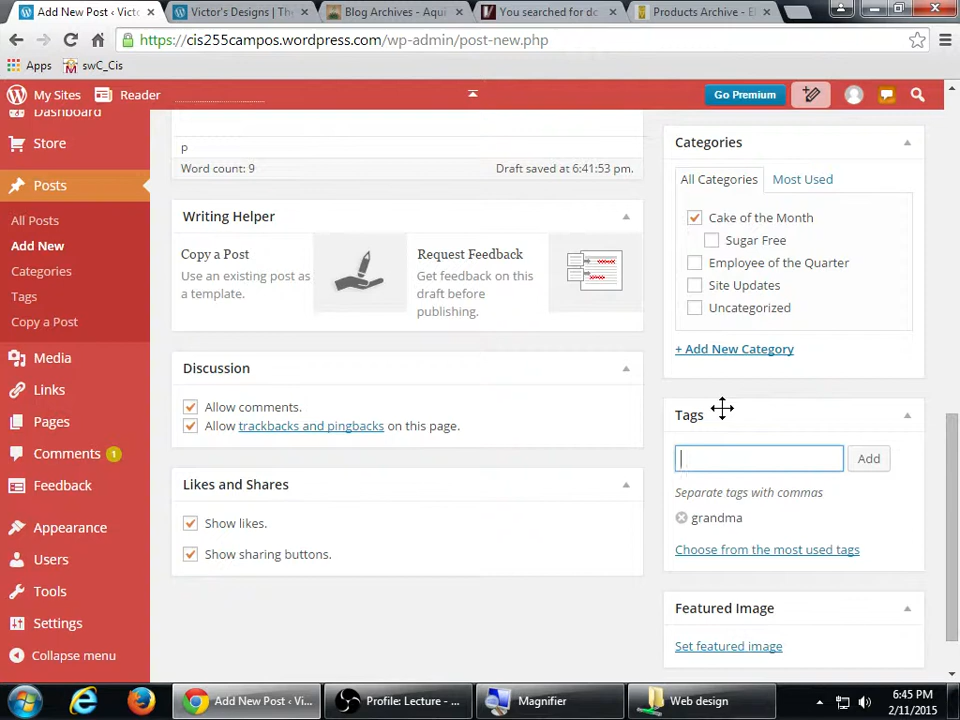 Add New Post ‹ Victo
Victor's Designs | The
Blog Archives - Aqui
You searched for dc
Products Archive - El
https://cis255campos.wordpress.com/wp-admin/post-new.php
Apps
swC_Cis
My Sites
Reader
Go Premium
Dashboard
Store
Posts
All Posts
Add New
Categories
Tags
Copy a Post
Media
Links
Pages
Comments 1
Feedback
Appearance
Users
Tools
Settings
Collapse menu
p
Word count: 9
Draft saved at 6:41:53 pm.
Writing Helper
Copy a Post
Use an existing post as
a template.
Request Feedback
Get feedback on this
draft before
publishing.
Discussion
Allow comments.
Allow trackbacks and pingbacks on this page.
Likes and Shares
Show likes.
Show sharing buttons.
Categories
All Categories
Most Used
Cake of the Month
Sugar Free
Employee of the Quarter
Site Updates
Uncategorized
+ Add New Category
Tags
Add
Separate tags with commas
grandma
Choose from the most used tags
Featured Image
Set featured image
Add New Post ‹ Vi...
Profile: Lecture - ...
Magnifier
Web design
6:45 PM
2/11/2015